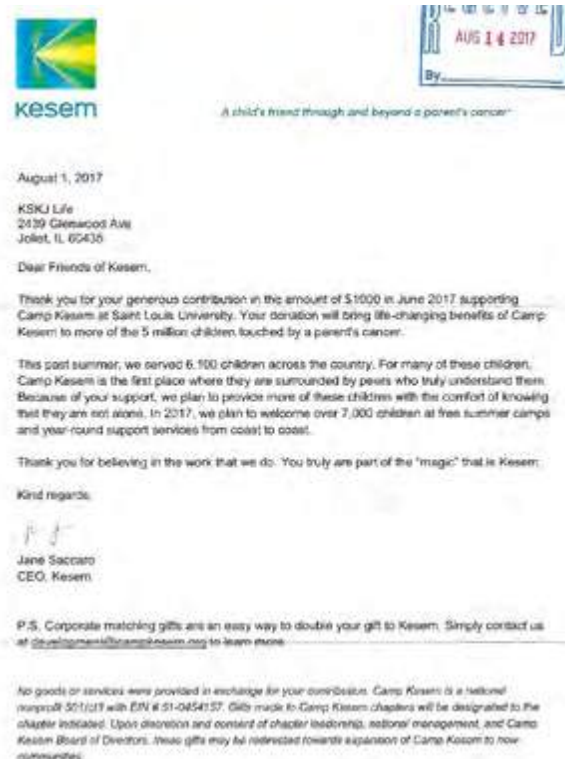 AUG 14 2017
By
Kesem
A child's friend through and beyond a parent's cancer
August 1, 2017
KSKJ Life
2439 Glenwood Ave
Joliet, IL 60435
Dear Friends of Kesem,
Thank you for your generous contribution in the amount of $1000 in June 2017 supporting
Camp Kesem at Saint Louis University. Your donation will bring life-changing benefits of Camp
Kesem to more of the 5 million children touched by a parent's cancer.
This past summer, we served 6,100 children across the country. For many of these children,
Camp Kesem is the first place where they are surrounded by peers who truly understand them.
Because of your support, we plan to provide more of these children with the comfort of knowing
that they are not alone. In 2017, we plan to welcome over 7,000 children at free summer camps
and year-round support services from coast to coast.
Thank you for believing in the work that we do. You truly are part of the "magic" that is Kesem.
Kind regards,
Jane Saccaro
CEO, Kesem
P.S. Corporate matching gifts are an easy way to double your gift to Kesem. Simply contact us
at development@campkesem.org to learn more.
No goods or services were provided in exchange for your contribution. Camp Kesem is a national
nonprofit 501(c)3 with EIN # 51-0454157. Gifts made to Camp Kesem chapters will be designated to the
chapter indicated. Upon discretion and consent of chapter leadership, national management, and Camp
Kesem Board of Directors, these gifts may be redirected towards expansion of Camp Kesem to new
communities.